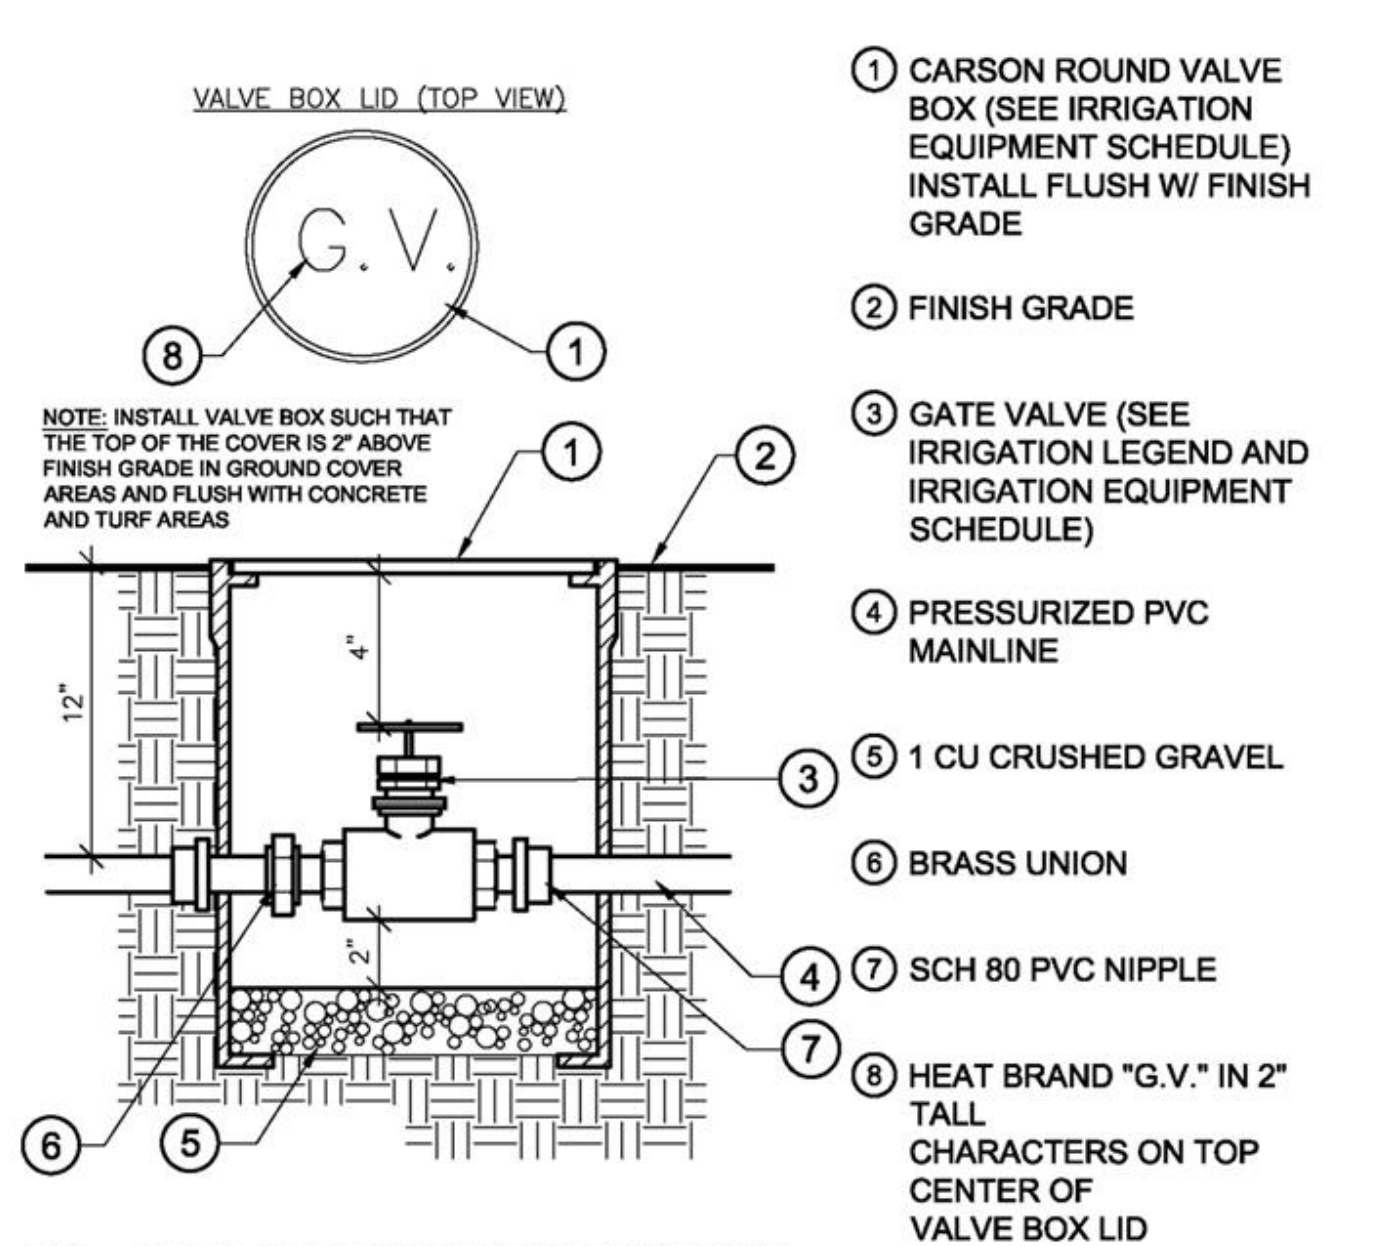 VALVE BOX LID (TOP VIEW)
G.V.
8
1
NOTE: INSTALL VALVE BOX SUCH THAT
THE TOP OF THE COVER IS 2" ABOVE
FINISH GRADE IN GROUND COVER
AREAS AND FLUSH WITH CONCRETE
AND TURF AREAS
1
2
4"
12"
3
2"
4
7
6
5
1 CARSON ROUND VALVE
BOX (SEE IRRIGATION
EQUIPMENT SCHEDULE)
INSTALL FLUSH W/ FINISH
GRADE
2 FINISH GRADE
3 GATE VALVE (SEE
IRRIGATION LEGEND AND
IRRIGATION EQUIPMENT
SCHEDULE)
4 PRESSURIZED PVC
MAINLINE
5 1 CU CRUSHED GRAVEL
6 BRASS UNION
7 SCH 80 PVC NIPPLE
8 HEAT BRAND "G.V." IN 2"
TALL
CHARACTERS ON TOP
CENTER OF
VALVE BOX LID